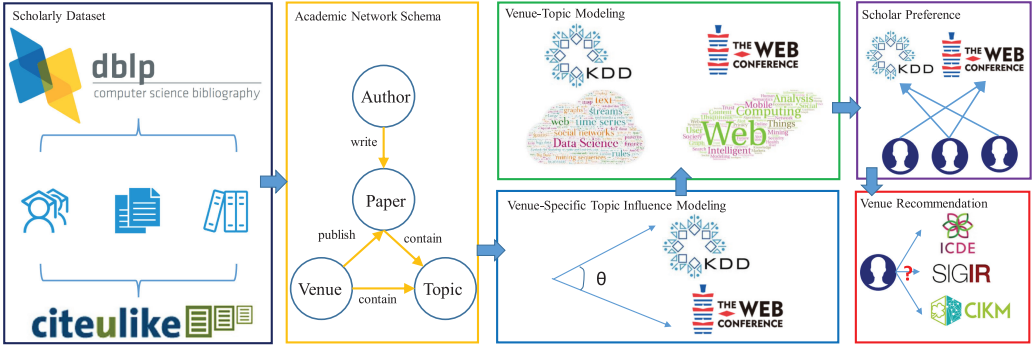 Scholarly Dataset
dblp
computer science bibliography
citeulike
Academic Network Schema
Author
write
Paper
publish
contain
Venue
contain
Topic
Venue-Topic Modeling
KDD
THE WEB
CONFERENCE
text
streams
web
time series
social networks
Data Science
rules
Analysis
Mobile
Computing
Web
Things
Mining
User
Intelligent
Venue-Specific Topic Influence Modeling
θ
KDD
THE WEB
CONFERENCE
Scholar Preference
KDD
THE WEB
CONFERENCE
Venue Recommendation
?
ICDE
SIGIR
CIKM